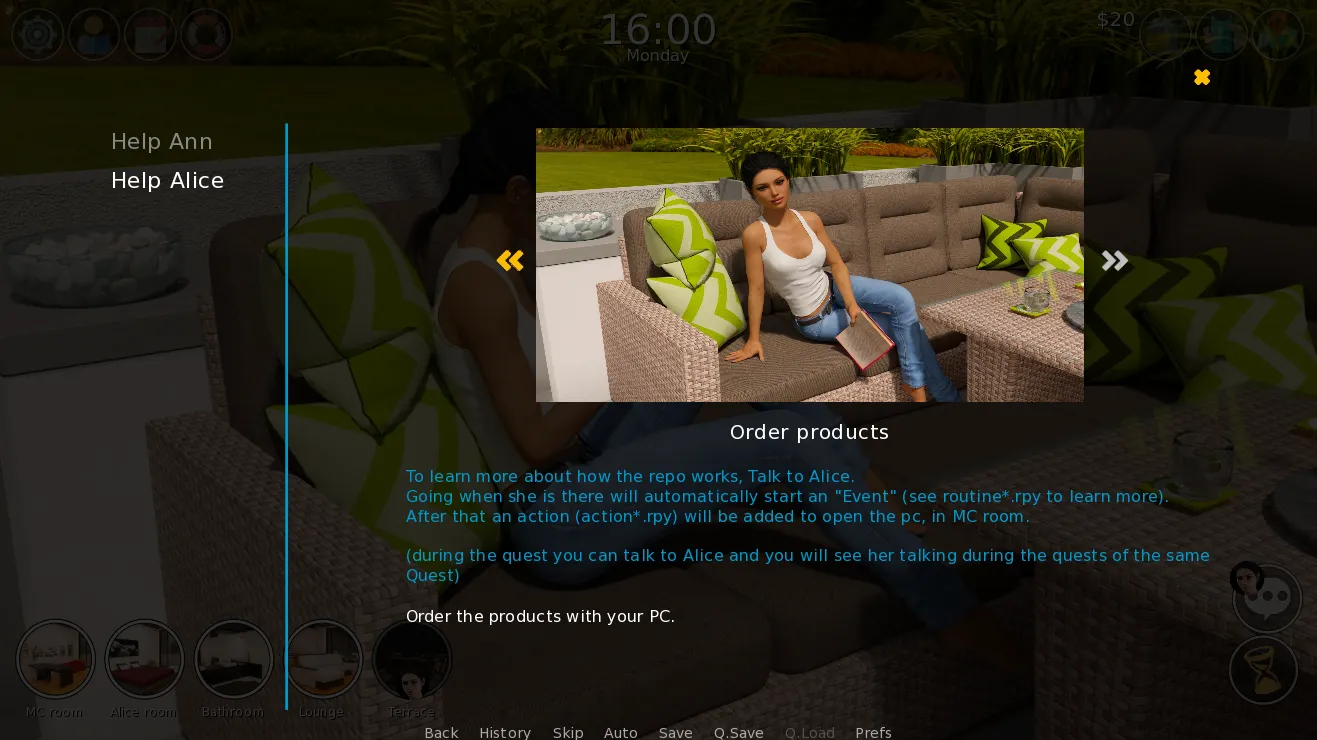 16:00
Monday
$20
Help Ann
Help Alice
Order products
To learn more about how the repo works, Talk to Alice.
Going when she is there will automatically start an "Event" (see routine*.rpy to learn more).
After that an action (action*.rpy) will be added to open the pc, in MC room.
(during the quest you can talk to Alice and you will see her talking during the quests of the same
Quest)
Order the products with your PC.
MC room
Alice room
Bathroom
Lounge
Terrace
Back History Skip Auto Save Q.Save Q.Load Prefs